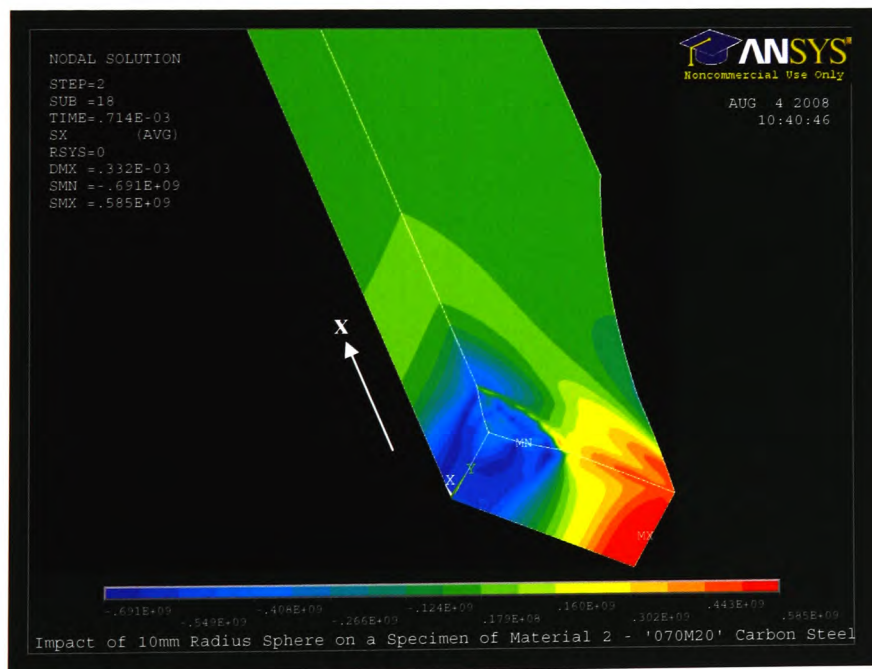 NODAL SOLUTION
STEP=2
SUB =18
TIME=.714E-03
SX (AVG)
RSYS=0
DMX =.332E-03
SMN =-.691E+09
SMX =.585E+09
ANSYS
Noncommercial Use Only
AUG 4 2008
10:40:46
X
MN
Y
X
MX
-.691E+09 -.549E+09 -.408E+09 -.266E+09 -.124E+09 .179E+08 .160E+09 .302E+09 .443E+09 .585E+09
Impact of 10mm Radius Sphere on a Specimen of Material 2 - '070M20' Carbon Steel